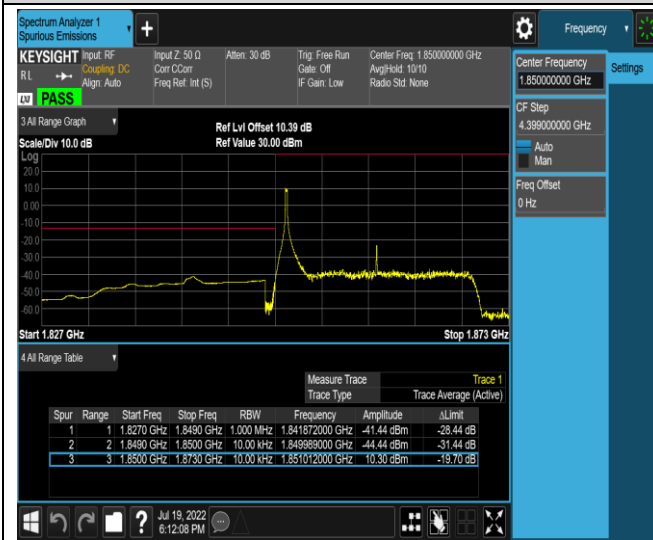 Spectrum Analyzer 1
Spurious Emissions
Frequency
KEYSIGHT Input: RF Input Z: 50 Ω Atten: 30 dB Trig: Free Run Center Freq: 1.850000000 GHz
RL Coupling: DC Corr CCorr Gate: Off Avg|Hold: 10/10
Align: Auto Freq Ref: Int (S) IF Gain: Low Radio Std: None
LXI PASS
Center Frequency
1.850000000 GHz
Settings
CF Step
4.399000000 GHz
Auto
Man
Freq Offset
0 Hz
3 All Range Graph
Ref Lvl Offset 10.39 dB
Scale/Div 10.0 dB Ref Value 30.00 dBm
Log
20.0
10.0
0.00
-10.0
-20.0
-30.0
-40.0
-50.0
-60.0
Start 1.827 GHz Stop 1.873 GHz
4 All Range Table
Measure Trace Trace 1
Trace Type Trace Average (Active)
Spur Range Start Freq Stop Freq RBW Frequency Amplitude ΔLimit
1 1 1.8270 GHz 1.8490 GHz 1.000 MHz 1.841872000 GHz -41.44 dBm -28.44 dB
2 2 1.8490 GHz 1.8500 GHz 10.00 kHz 1.849989000 GHz -44.44 dBm -31.44 dB
3 3 1.8500 GHz 1.8730 GHz 10.00 kHz 1.851012000 GHz 10.30 dBm -19.70 dB
Jul 19, 2022
6:12:08 PM